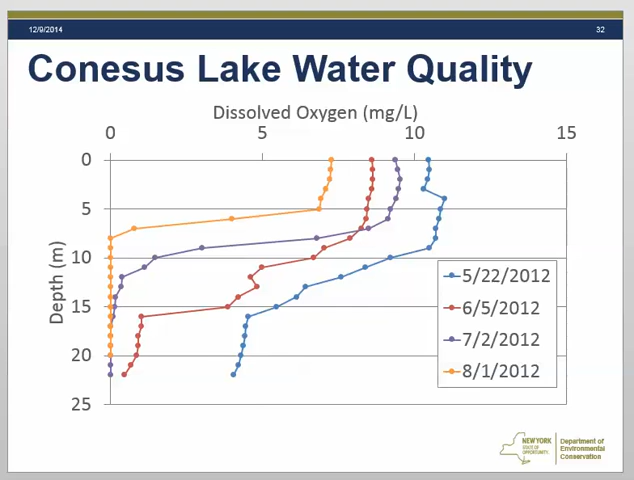 12/9/2014
32
Conesus Lake Water Quality
Dissolved Oxygen (mg/L)
0 5 10 15
0
5
10
15
20
25
Depth (m)
5/22/2012
6/5/2012
7/2/2012
8/1/2012
NEW YORK
STATE OF
OPPORTUNITY.
Department of
Environmental
Conservation